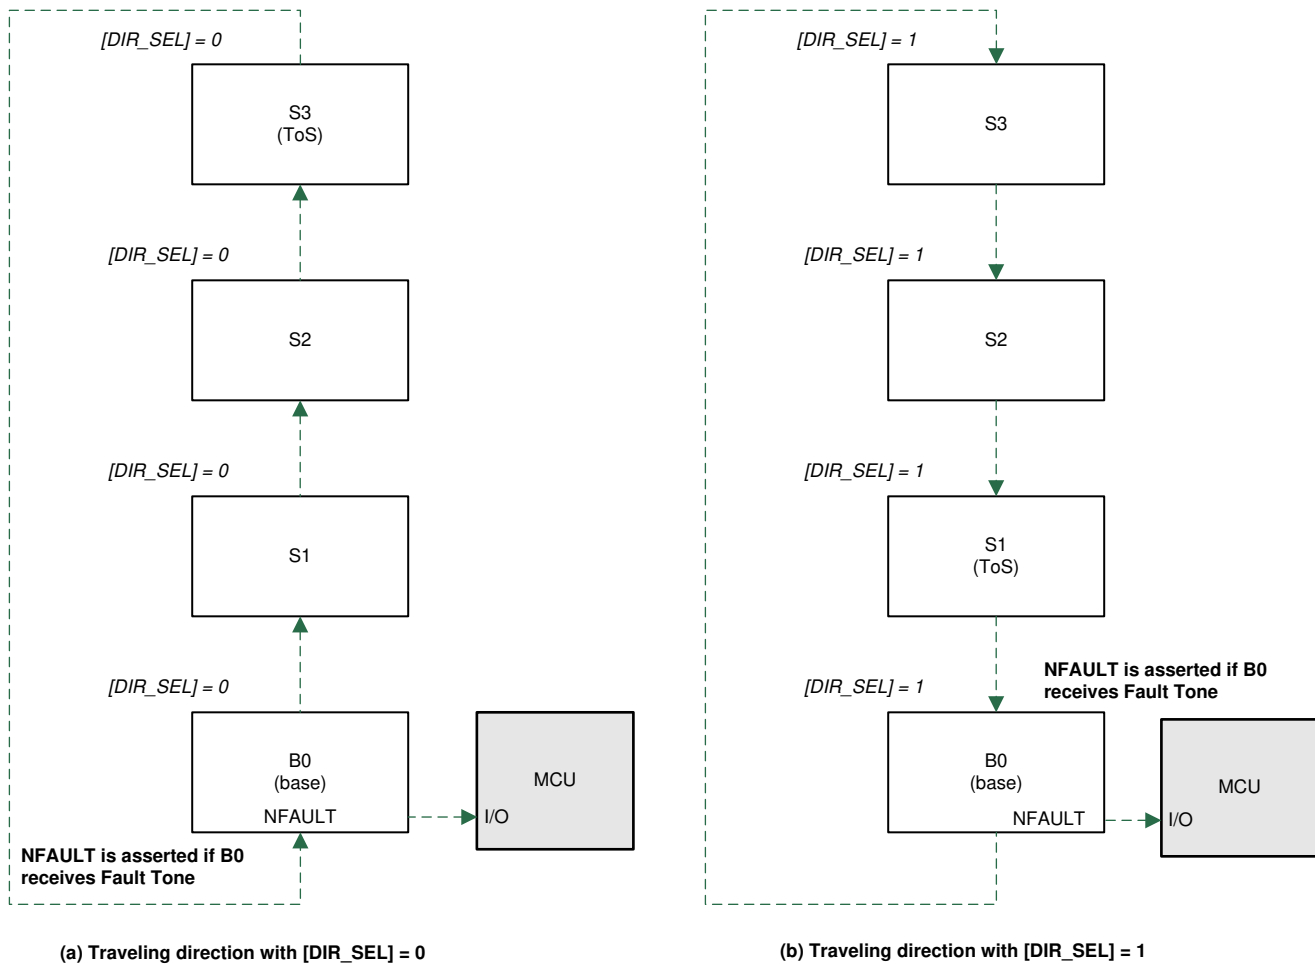 [DIR_SEL] = 0
S3
(ToS)
[DIR_SEL] = 0
S2
[DIR_SEL] = 0
S1
[DIR_SEL] = 0
B0
(base)
NFAULT
MCU
I/O
NFAULT is asserted if B0
receives Fault Tone
(a) Traveling direction with [DIR_SEL] = 0
[DIR_SEL] = 1
S3
[DIR_SEL] = 1
S2
[DIR_SEL] = 1
S1
(ToS)
NFAULT is asserted if B0
receives Fault Tone
[DIR_SEL] = 1
B0
(base)
NFAULT
MCU
I/O
(b) Traveling direction with [DIR_SEL] = 1